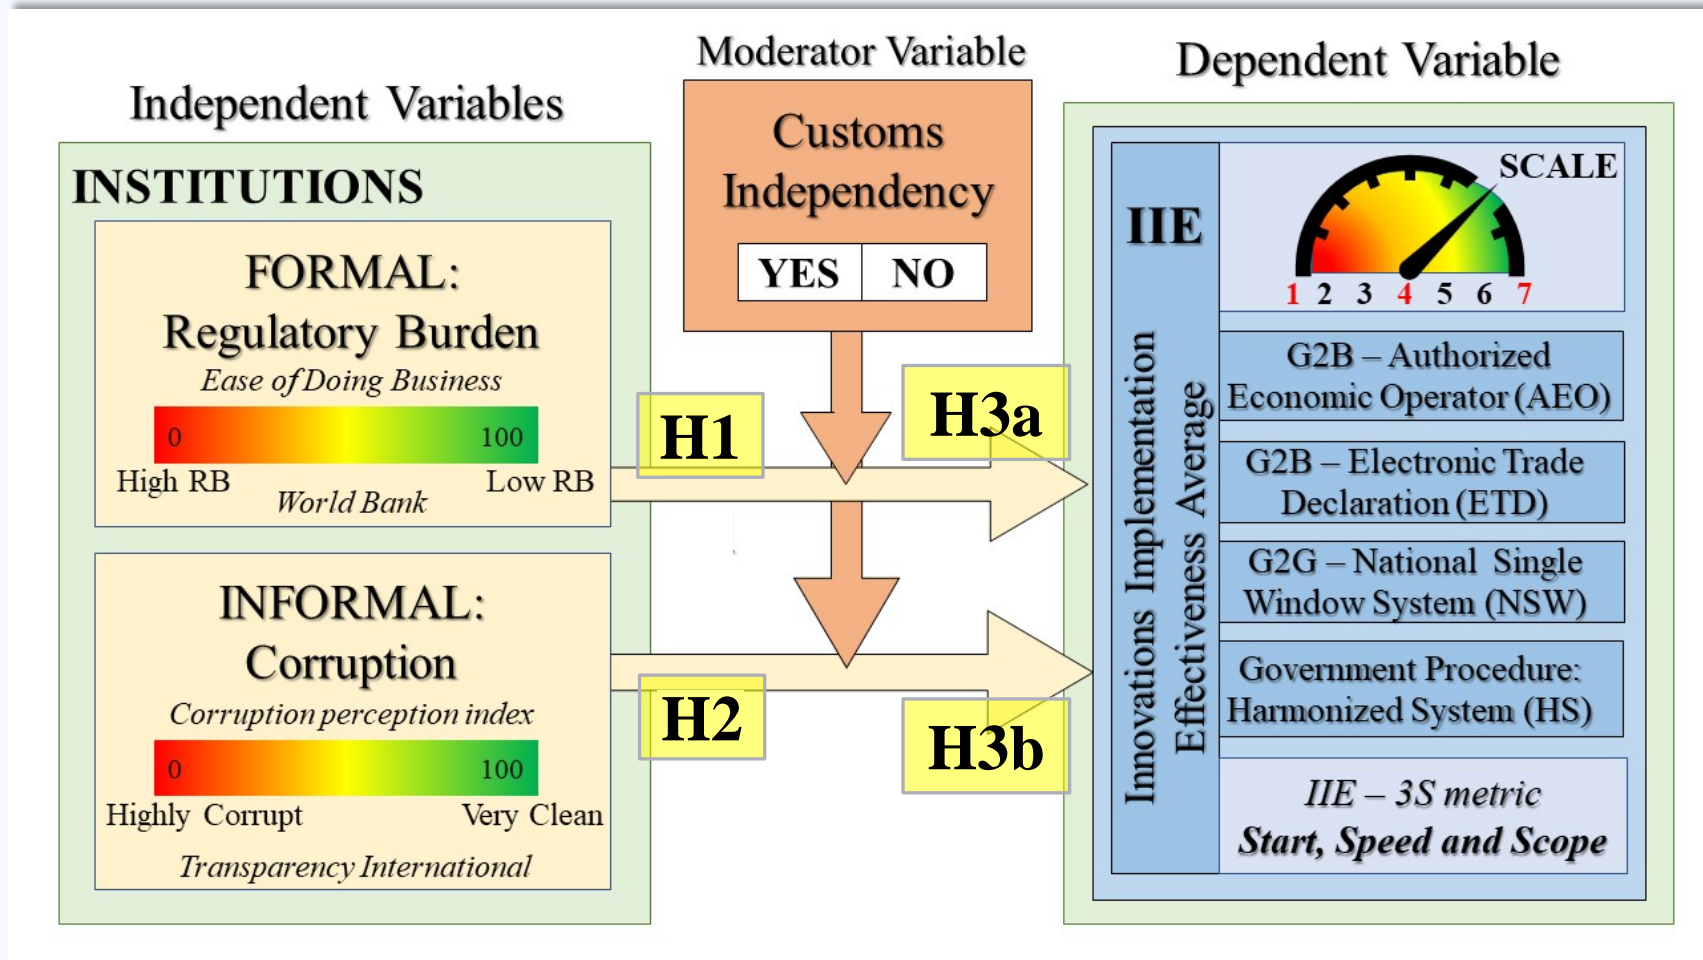 Independent Variables
INSTITUTIONS
FORMAL:
Regulatory Burden
Ease of Doing Business
0 100
High RB Low RB
World Bank
INFORMAL:
Corruption
Corruption perception index
0 100
Highly Corrupt Very Clean
Transparency International
Moderator Variable
Customs
Independency
YES NO
H1
H3a
H2
H3b
Dependent Variable
IIE
Innovations Implementation
Effectiveness Average
SCALE
1 2 3 4 5 6 7
G2B – Authorized
Economic Operator (AEO)
G2B – Electronic Trade
Declaration (ETD)
G2G – National Single
Window System (NSW)
Government Procedure:
Harmonized System (HS)
IIE – 3S metric
Start, Speed and Scope